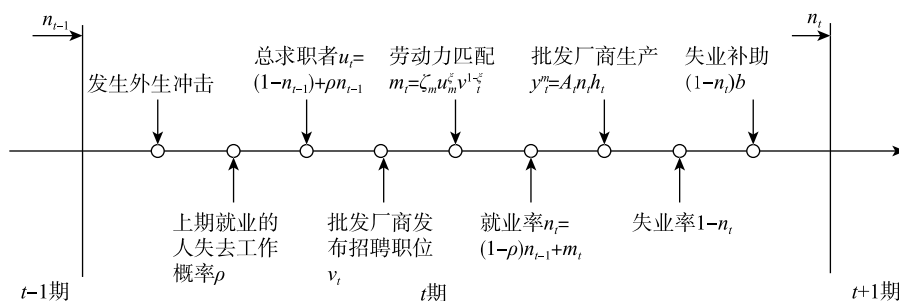 n_{t-1}
n_t
发生外生冲击
总求职者u_t=
(1-n_{t-1})+ρn_{t-1}
劳动力匹配
m_t=ζ_m u_m^ξ v_t^{1-ξ}
批发厂商生产
y_t^m=A_t n_t h_t
失业补助
(1-n_t)b
上期就业的
人失去工作
概率ρ
批发厂商发
布招聘职位
v_t
就业率n_t=
(1-ρ)n_{t-1}+m_t
失业率1-n_t
t-1期
t期
t+1期